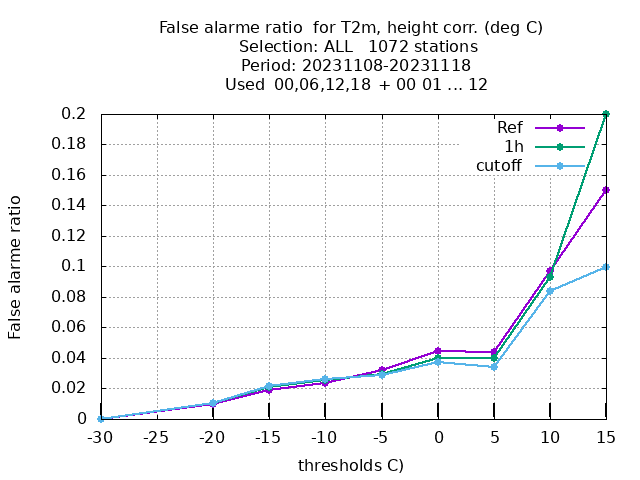 False alarme ratio  for T2m, height corr. (deg C)
Selection: ALL   1072 stations
Period: 20231108-20231118
Used  00,06,12,18  + 00 01 ... 12
Ref
1h
cutoff
False alarme ratio
0.2
0.18
0.16
0.14
0.12
0.1
0.08
0.06
0.04
0.02
0
-30 -25 -20 -15 -10 -5 0 5 10 15
thresholds C)